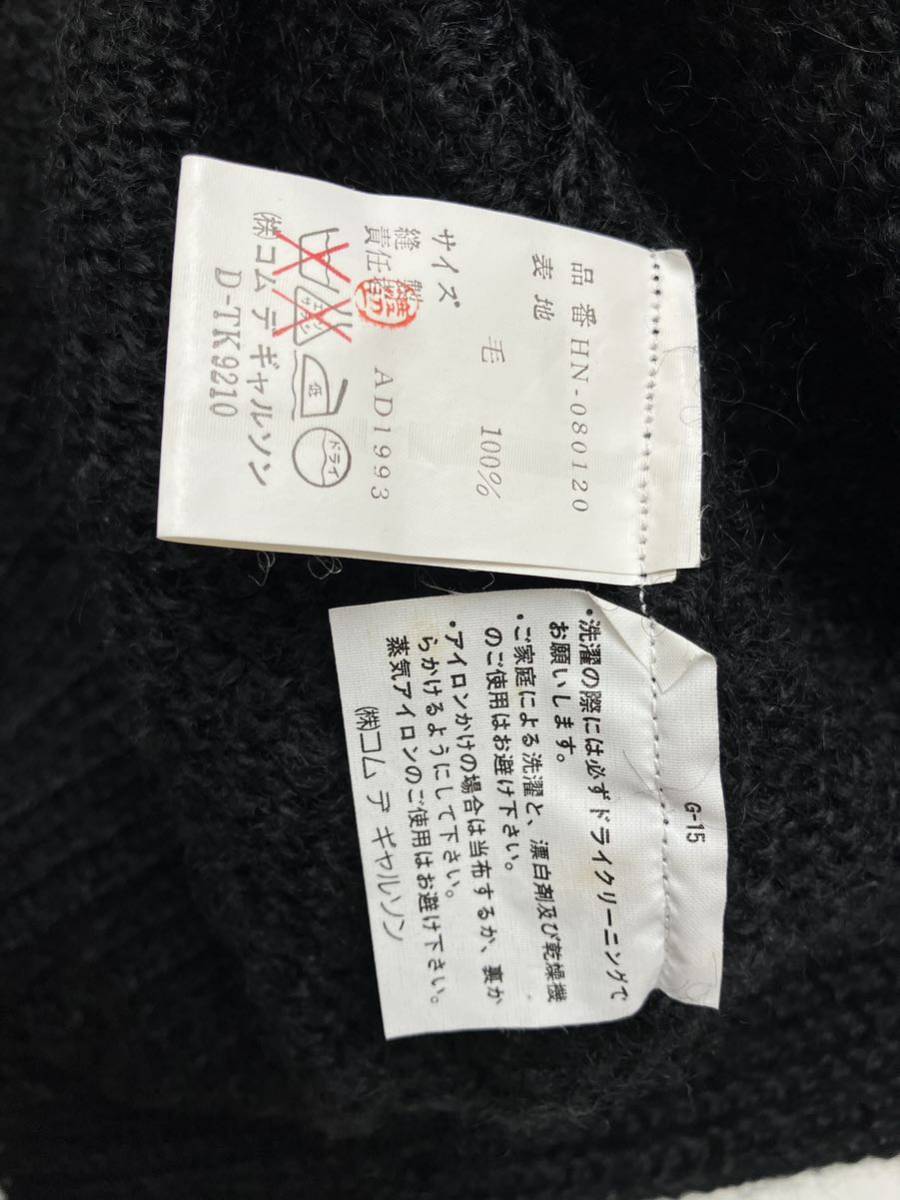 品番HN-080120
表地
毛 100%
サイズ
縫製
責任 AD1993
低
ドライ
(株)コム デ ギャルソン
D-TK9210
G-15
・洗濯の際には必ずドライクリーニングで
お願いします。
・ご家庭による洗濯と、漂白剤及び乾燥機
のご使用はお避け下さい。
・アイロンかけの場合は当布するか、裏か
らかけるようにして下さい。
蒸気アイロンのご使用はお避け下さい。
(株)コム デ ギャルソン